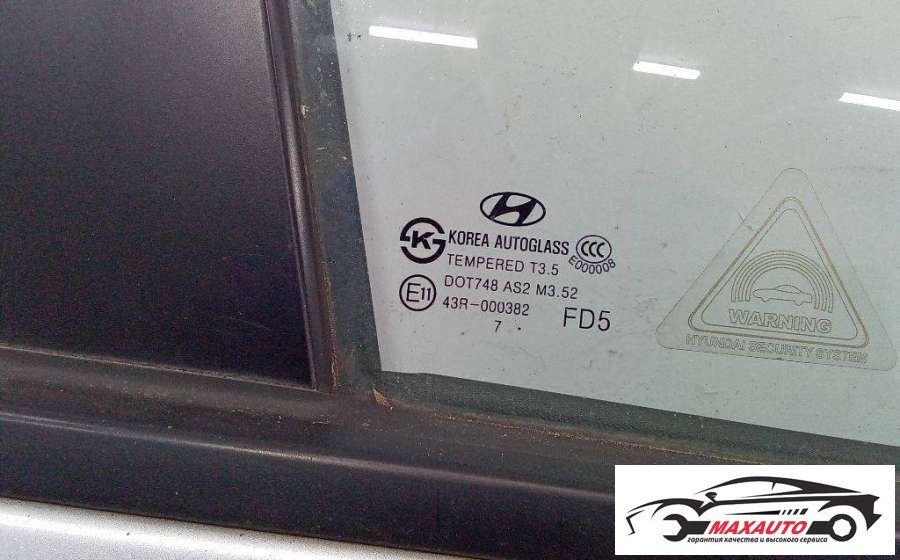 KOREA AUTOGLASS
CCC
E000008
TEMPERED T3.5
DOT748 AS2 M3.52
E11
43R-000382
7 .
FD5
WARNING
HYUNDAI SECURITY SYSTEM
MAXAUTO
гарантия качества и высокого сервиса